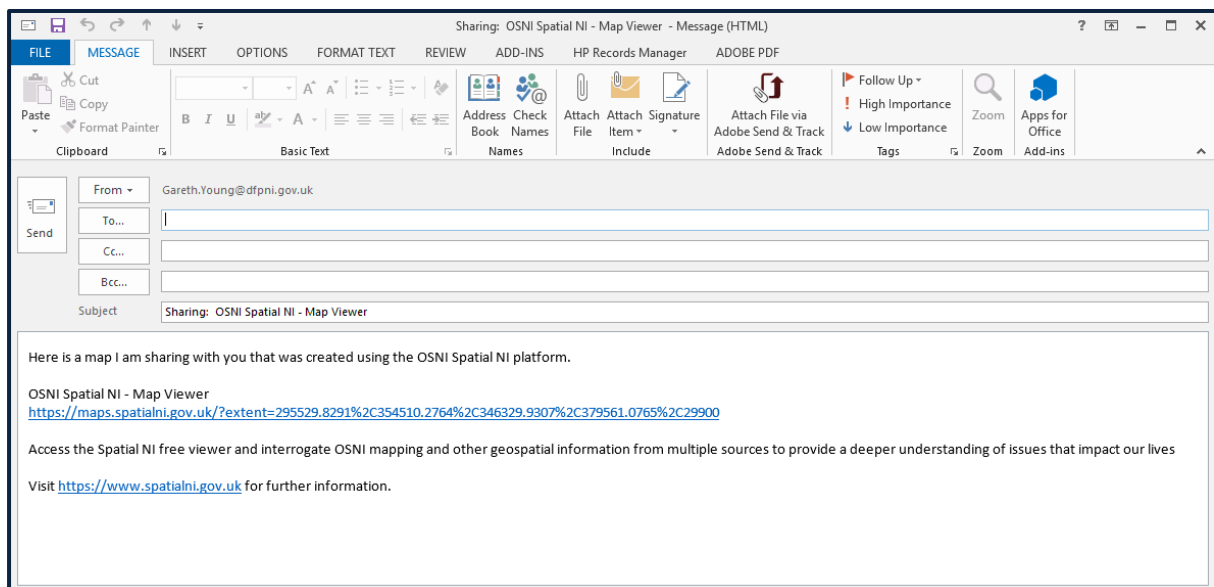 Sharing: OSNI Spatial NI - Map Viewer - Message (HTML) ?
FILE MESSAGE INSERT OPTIONS FORMAT TEXT REVIEW ADD-INS HP Records Manager ADOBE PDF
Paste
Cut
Copy
Format Painter
Clipboard
B I U
Basic Text
Address Book
Check Names
Names
Attach File
Attach Item
Signature
Include
Attach File via
Adobe Send & Track
Adobe Send & Track
Follow Up
High Importance
Low Importance
Tags
Zoom
Zoom
Apps for
Office
Add-ins
Send
From Gareth.Young@dfpni.gov.uk
To...
Cc...
Bcc...
Subject Sharing: OSNI Spatial NI - Map Viewer
Here is a map I am sharing with you that was created using the OSNI Spatial NI platform.
OSNI Spatial NI - Map Viewer
https://maps.spatialni.gov.uk/?extent=295529.8291%2C354510.2764%2C346329.9307%2C379561.0765%2C29900
Access the Spatial NI free viewer and interrogate OSNI mapping and other geospatial information from multiple sources to provide a deeper understanding of issues that impact our lives
Visit https://www.spatialni.gov.uk for further information.